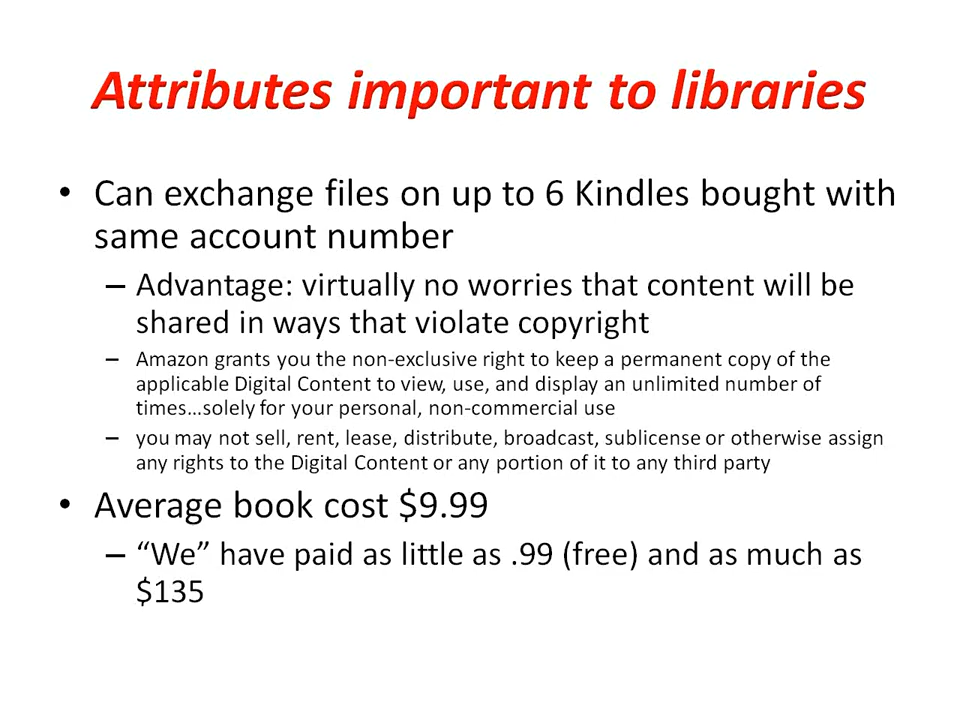 Attributes important to libraries
• Can exchange files on up to 6 Kindles bought with
same account number
– Advantage: virtually no worries that content will be
shared in ways that violate copyright
– Amazon grants you the non-exclusive right to keep a permanent copy of the
applicable Digital Content to view, use, and display an unlimited number of
times…solely for your personal, non-commercial use
– you may not sell, rent, lease, distribute, broadcast, sublicense or otherwise assign
any rights to the Digital Content or any portion of it to any third party
• Average book cost $9.99
– “We” have paid as little as .99 (free) and as much as
$135